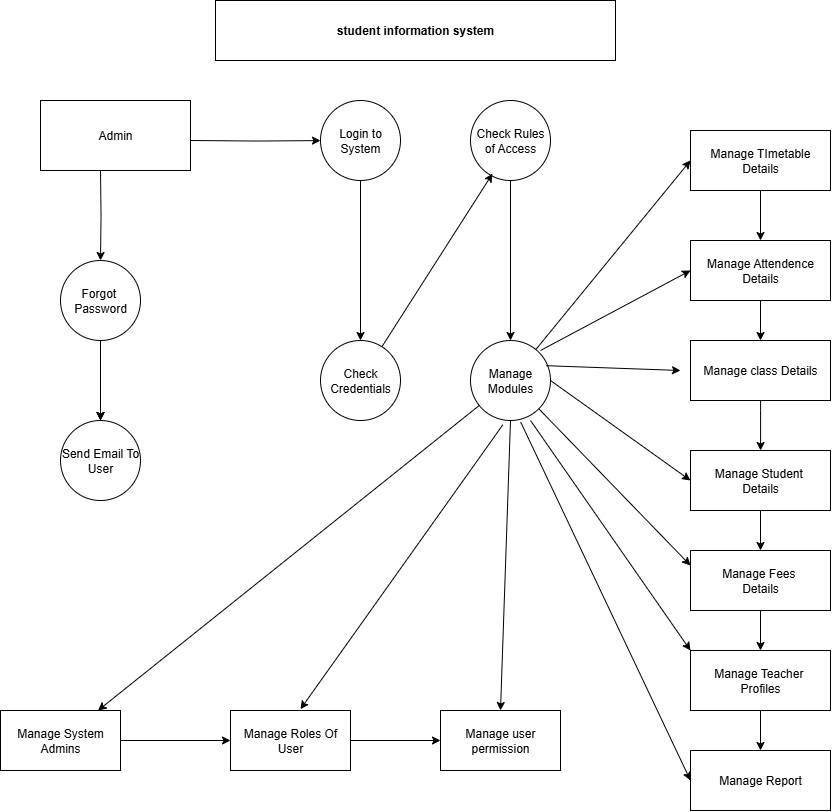 student information system
Admin
Login to
System
Check Rules
of Access
Manage TImetable
Details
Manage Attendence
Details
Forgot
Password
Check
Credentials
Manage
Modules
Manage class Details
Send Email To
User
Manage Student
Details
Manage Fees
Details
Manage Teacher
Profiles
Manage System
Admins
Manage Roles Of
User
Manage user
permission
Manage Report